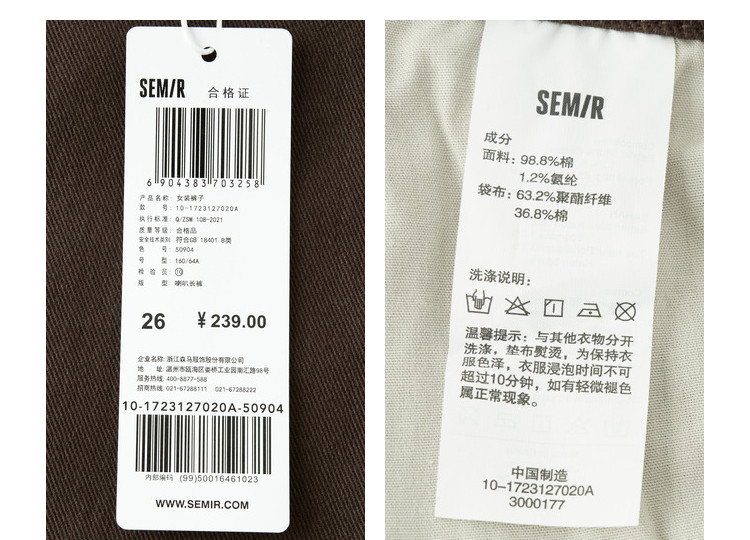 SEMIR 合格证
6 904383 703258
产品名称: 女装裤子
款 号: 10-1723127020A
执行标准: Q/ZSM 108-2021
质量等级: 合格品
安全技术类别: 符合GB 18401 B类
色 号: 50904
号 型: 160/64A
检 验 员: ⑩
版 型: 喇叭长裤
26 ¥ 239.00
企业名称: 浙江森马服饰股份有限公司
地 址: 温州市瓯海区娄桥工业园南汇路98号
服务热线: 400-8877-588
招商热线: 021-67288111 021-67288222
10-1723127020A-50904
内部编码 (99)50016461023
WWW.SEMIR.COM
SEMIR
成分
面料: 98.8%棉
1.2%氨纶
袋布: 63.2%聚酯纤维
36.8%棉
洗涤说明:
温馨提示: 与其他衣物分开
洗涤, 垫布熨烫, 为保持衣
服色泽, 衣服浸泡时间不可
超过10分钟, 如有轻微褪色
属正常现象。
中国制造
10-1723127020A
3000177